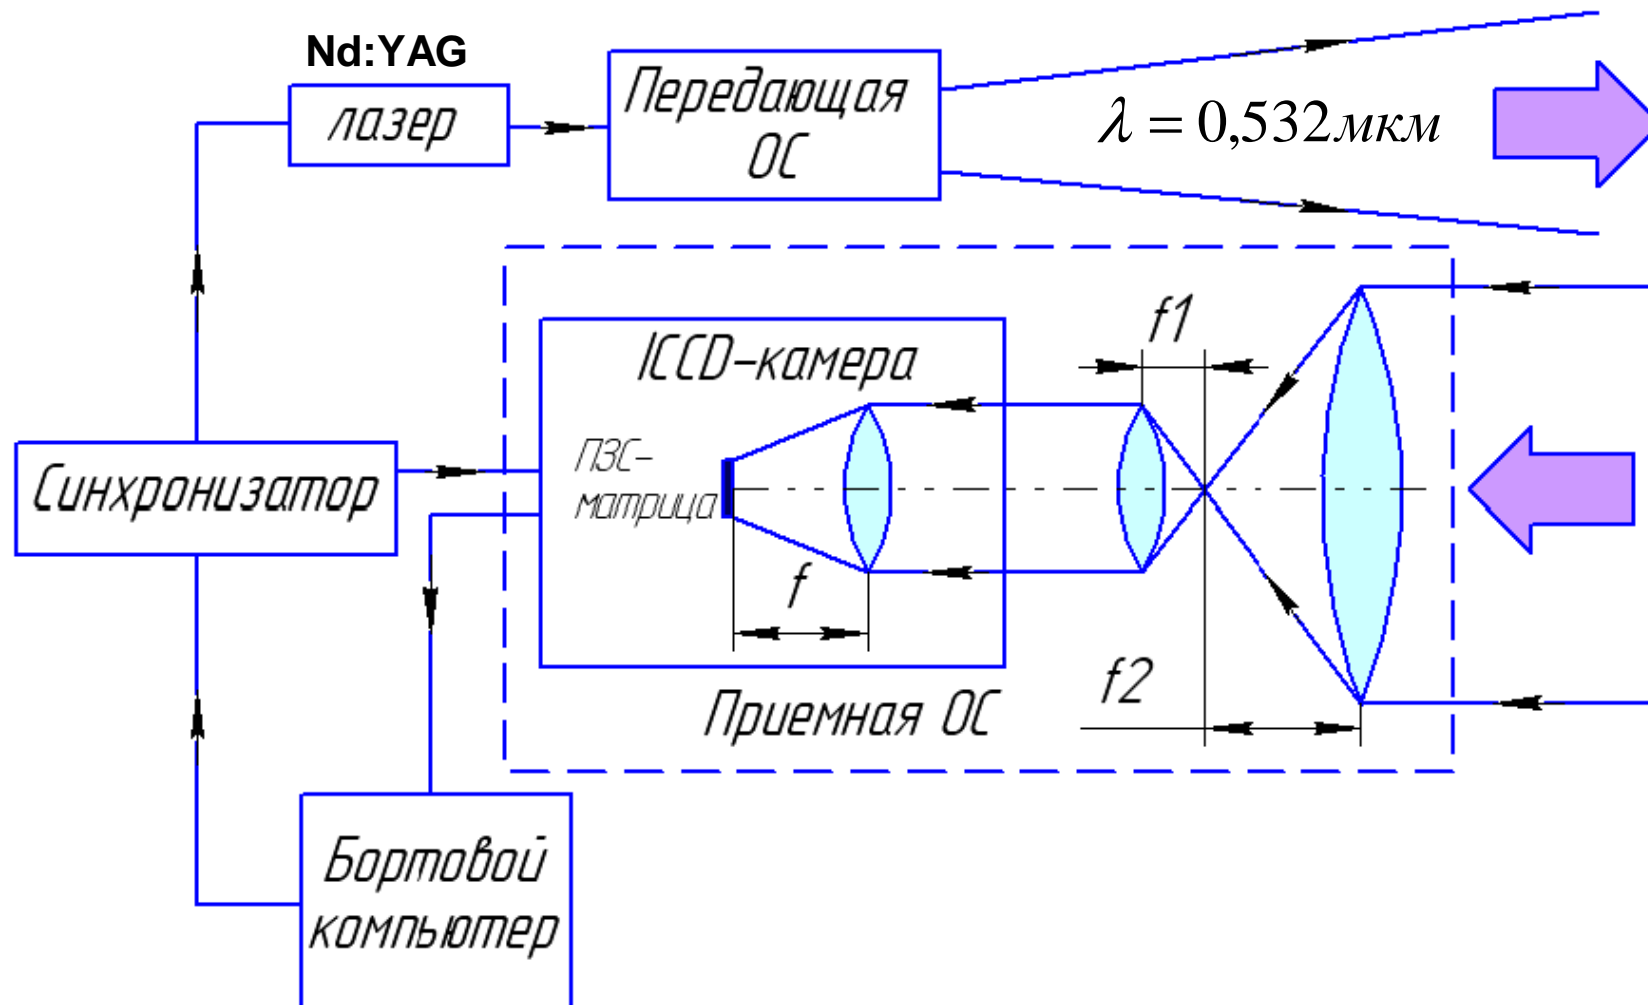 Nd:YAG
лазер
Передающая
ОС
λ = 0,532мкм
f1
ICCD-камера
ПЗС-
матрица
Синхронизатор
f
f2
Приемная ОС
Бортовой
компьютер